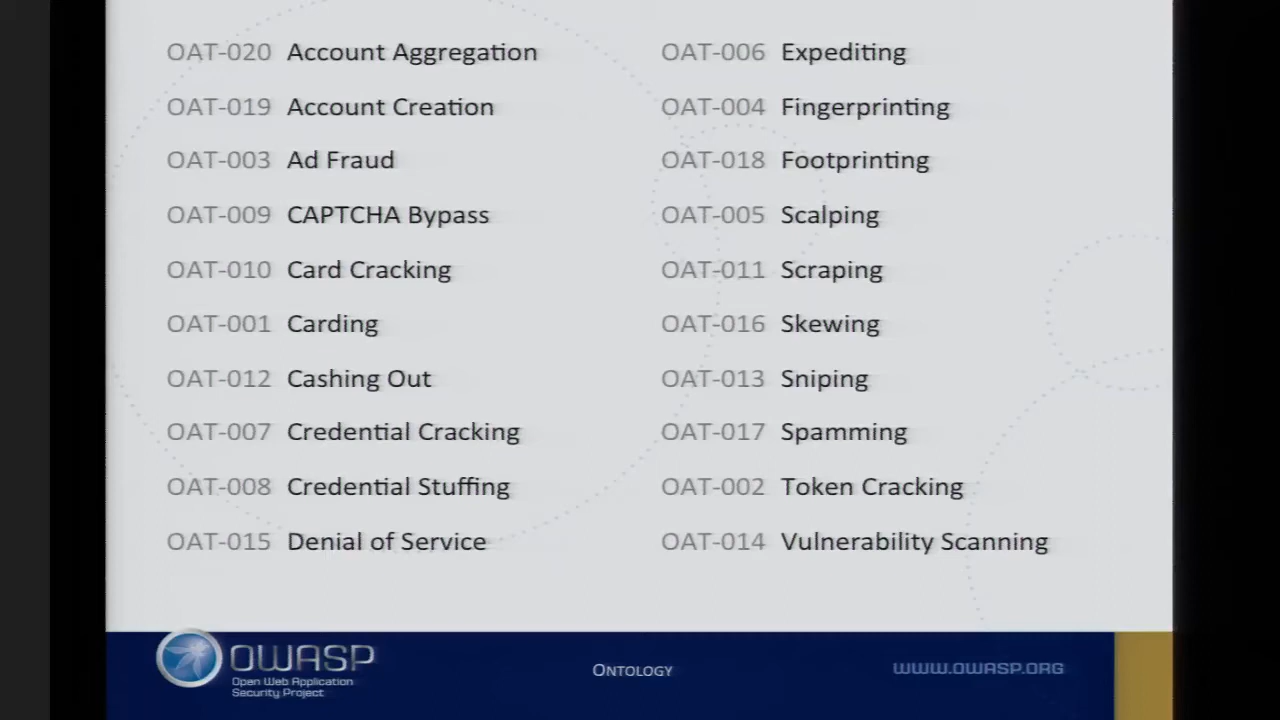 OAT-020 Account Aggregation
OAT-019 Account Creation
OAT-003 Ad Fraud
OAT-009 CAPTCHA Bypass
OAT-010 Card Cracking
OAT-001 Carding
OAT-012 Cashing Out
OAT-007 Credential Cracking
OAT-008 Credential Stuffing
OAT-015 Denial of Service
OAT-006 Expediting
OAT-004 Fingerprinting
OAT-018 Footprinting
OAT-005 Scalping
OAT-011 Scraping
OAT-016 Skewing
OAT-013 Sniping
OAT-017 Spamming
OAT-002 Token Cracking
OAT-014 Vulnerability Scanning
OWASP
Open Web Application
Security Project
ONTOLOGY
WWW.OWASP.ORG